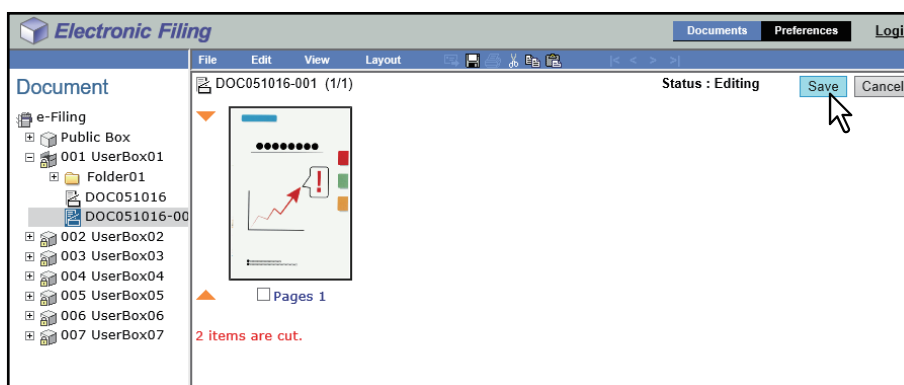 Electronic Filing
Documents Preferences Logi
File Edit View Layout |< < > >|
Document
DOC051016-001 (1/1) Status : Editing Save Cancel
e-Filing
Public Box
001 UserBox01
Folder01
DOC051016
DOC051016-00
002 UserBox02
003 UserBox03
004 UserBox04
005 UserBox05
006 UserBox06
007 UserBox07
!
Pages 1
2 items are cut.